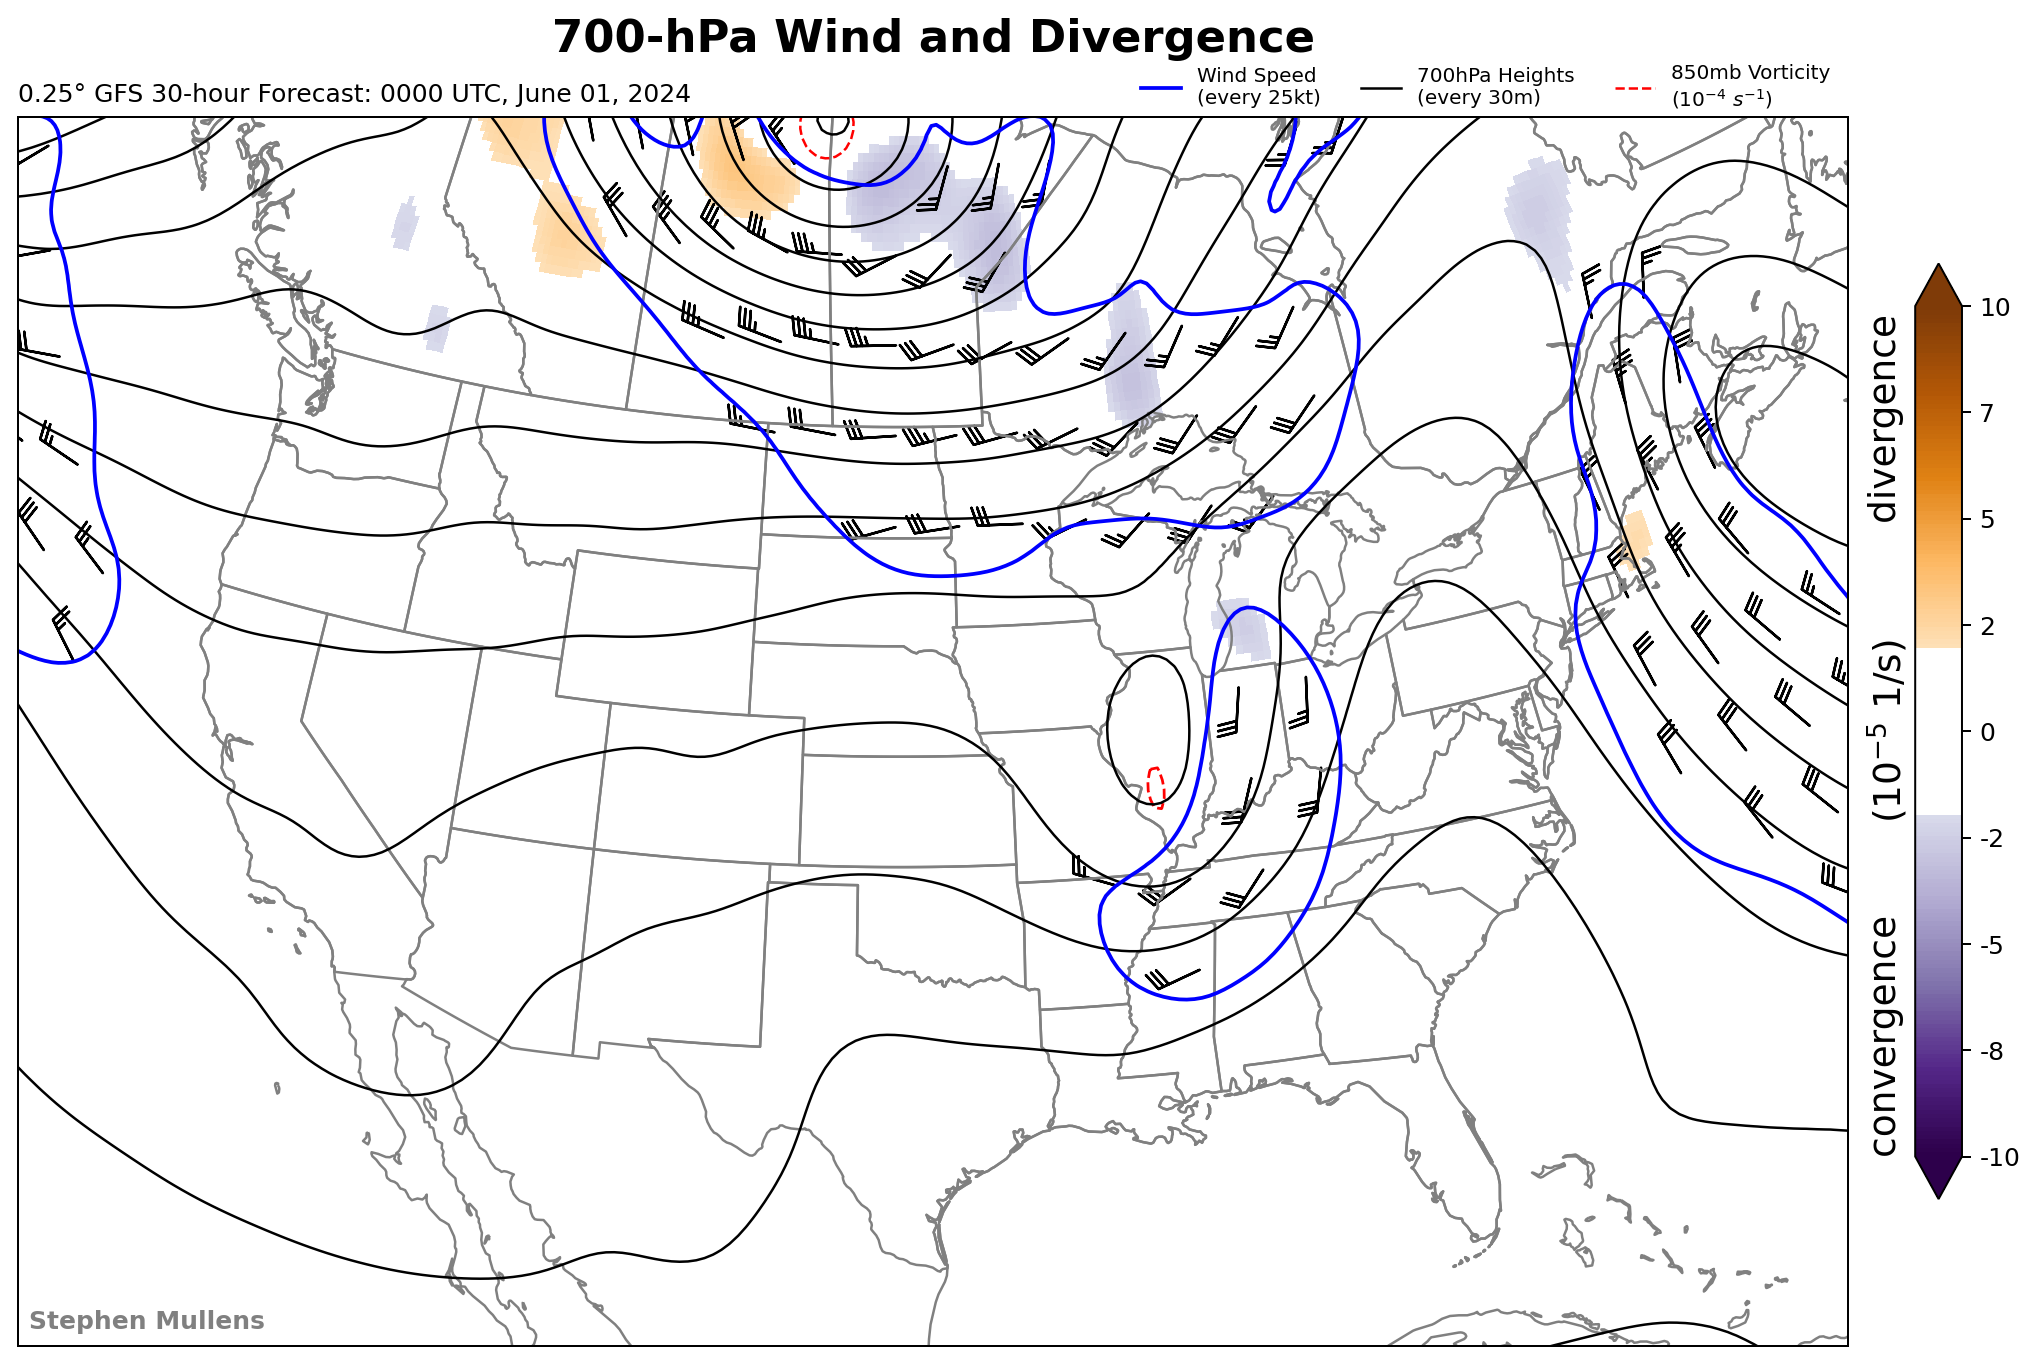 700-hPa Wind and Divergence
0.25° GFS 30-hour Forecast: 0000 UTC, June 01, 2024
Wind Speed
(every 25kt)
700hPa Heights
(every 30m)
850mb Vorticity
(10⁻⁴ s⁻¹)
10
7
5
2
0
-2
-5
-8
-10
convergence (10⁻⁵ 1/s) divergence
Stephen Mullens